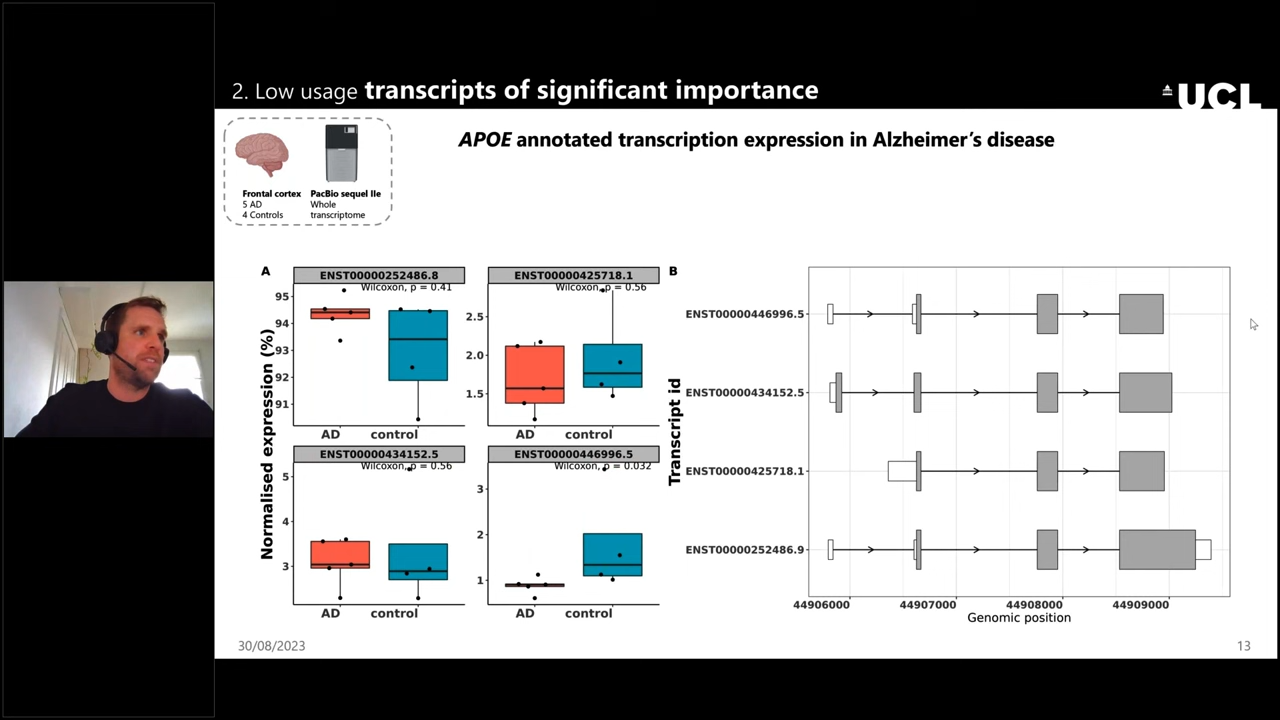 2. Low usage transcripts of significant importance
UCL
APOE annotated transcription expression in Alzheimer's disease
Frontal cortex
5 AD
4 Controls
PacBio sequel IIe
Whole
transcriptome
A
Normalised expression (%)
ENST00000252486.8
Wilcoxon, p = 0.41
95
94
93
92
91
AD control
ENST00000425718.1
Wilcoxon, p = 0.56
2.5
2.0
1.5
AD control
ENST00000434152.5
Wilcoxon, p = 0.56
5
4
3
AD control
ENST00000446996.5
Wilcoxon, p = 0.032
3
2
1
AD control
B
Transcript id
ENST00000446996.5
ENST00000434152.5
ENST00000425718.1
ENST00000252486.9
44906000 44907000 44908000 44909000
Genomic position
30/08/2023
13